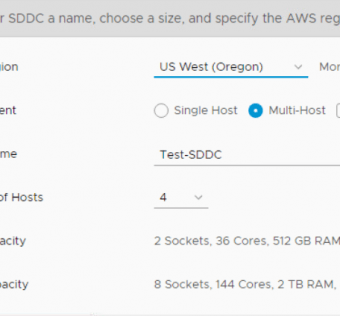 r SDDC a name, choose a size, and specify the AWS reg
ion US West (Oregon) Mor
ent Single Host Multi-Host
me Test-SDDC
of Hosts 4
acity 2 Sockets, 36 Cores, 512 GB RAM
pacity 8 Sockets, 144 Cores, 2 TB RAM,